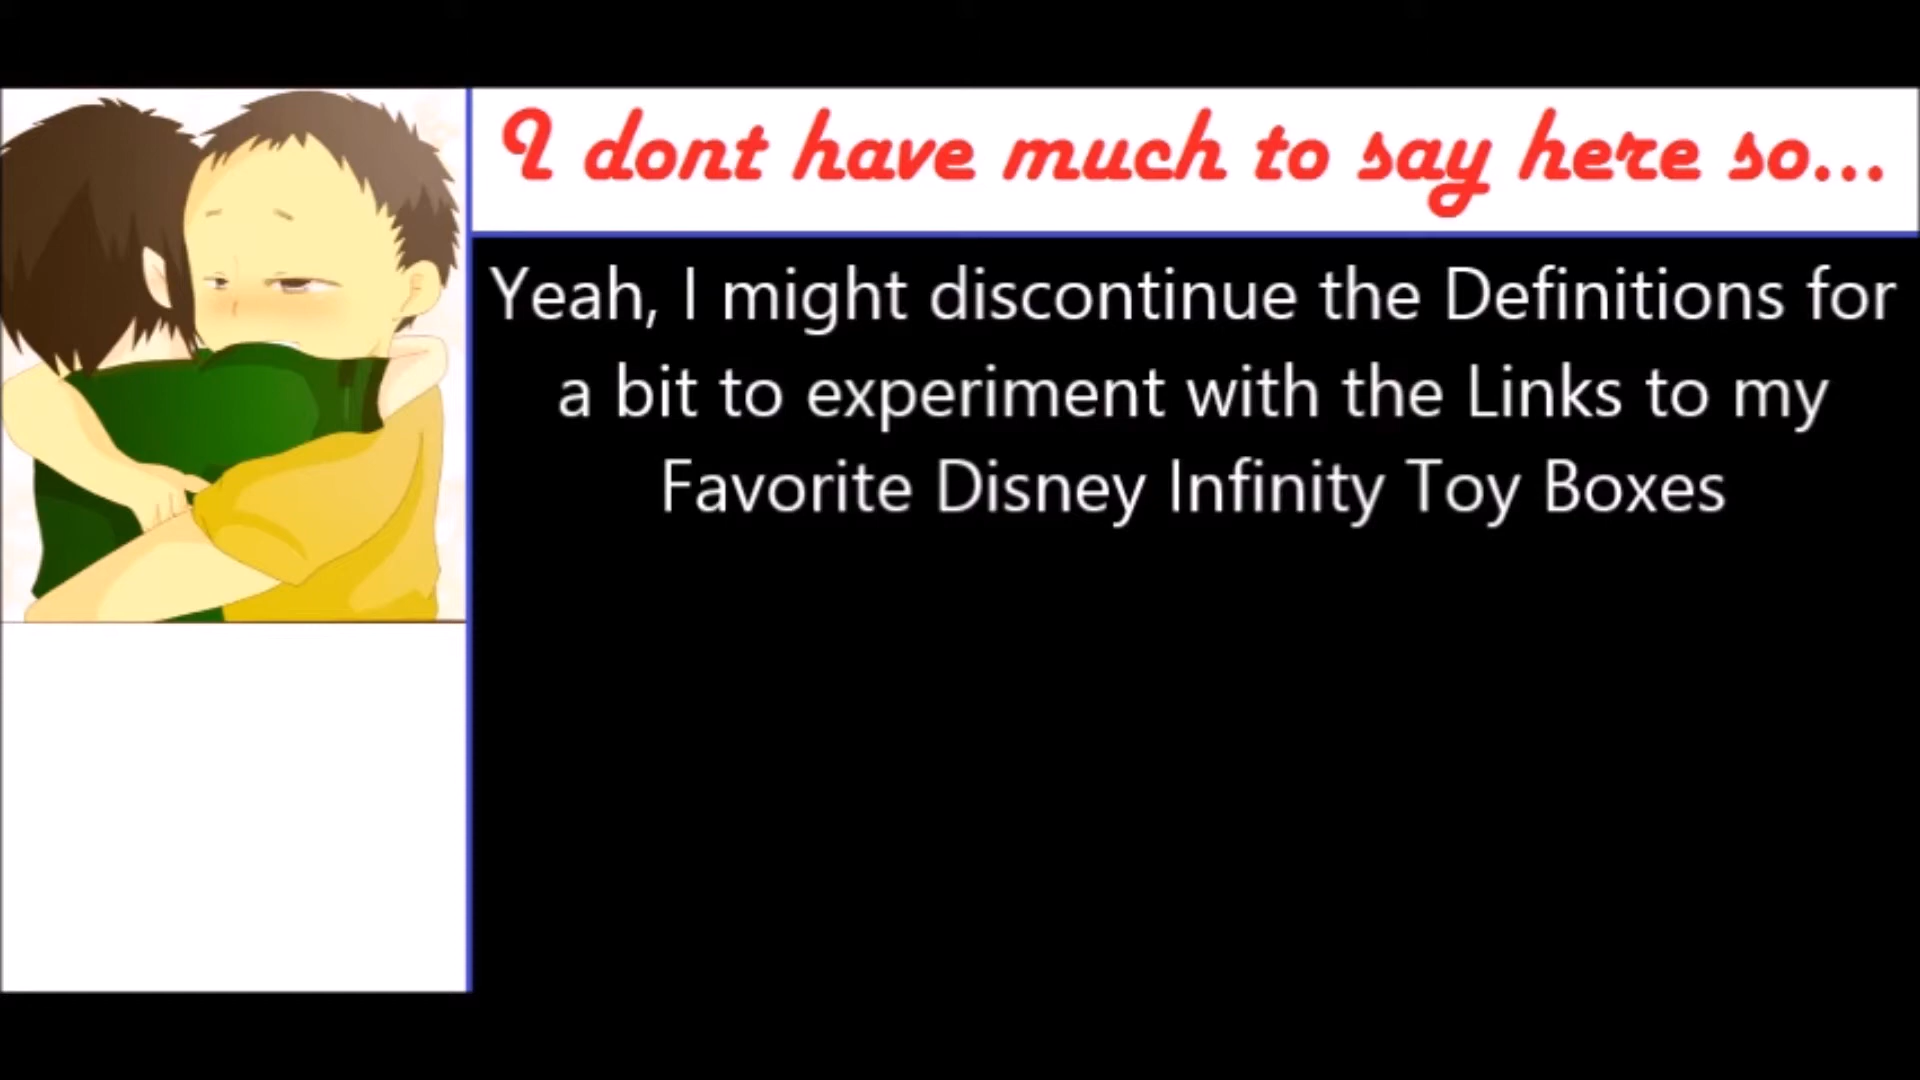 I dont have much to say here so...
Yeah, I might discontinue the Definitions for
a bit to experiment with the Links to my
Favorite Disney Infinity Toy Boxes